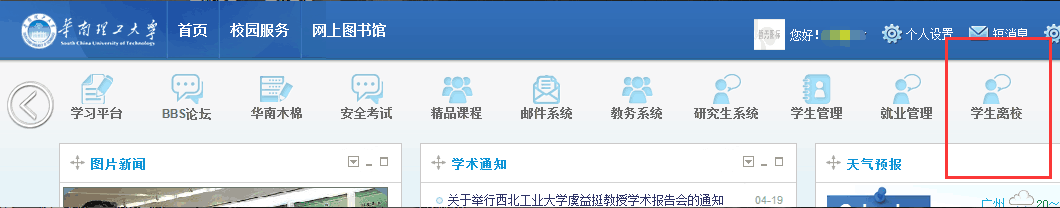 华南理工大学 首页 校园服务 网上图书馆
South China University of Technology
您好! 个人设置 短消息
学习平台 BBS论坛 华南木棉 安全考试 精品课程 邮件系统 教务系统 研究生系统 学生管理 就业管理 学生离校
图片新闻 学术通知 天气预报
关于举行西北工业大学虞益挺教授学术报告会的通知 04-19
广州 20~